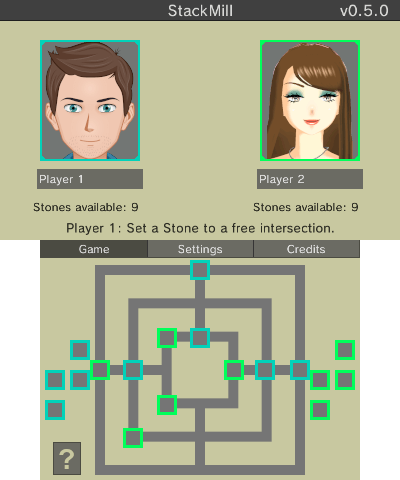 StackMill
v0.5.0
Player 1
Player 2
Stones available: 9
Stones available: 9
Player 1: Set a Stone to a free intersection.
Game
Settings
Credits
?